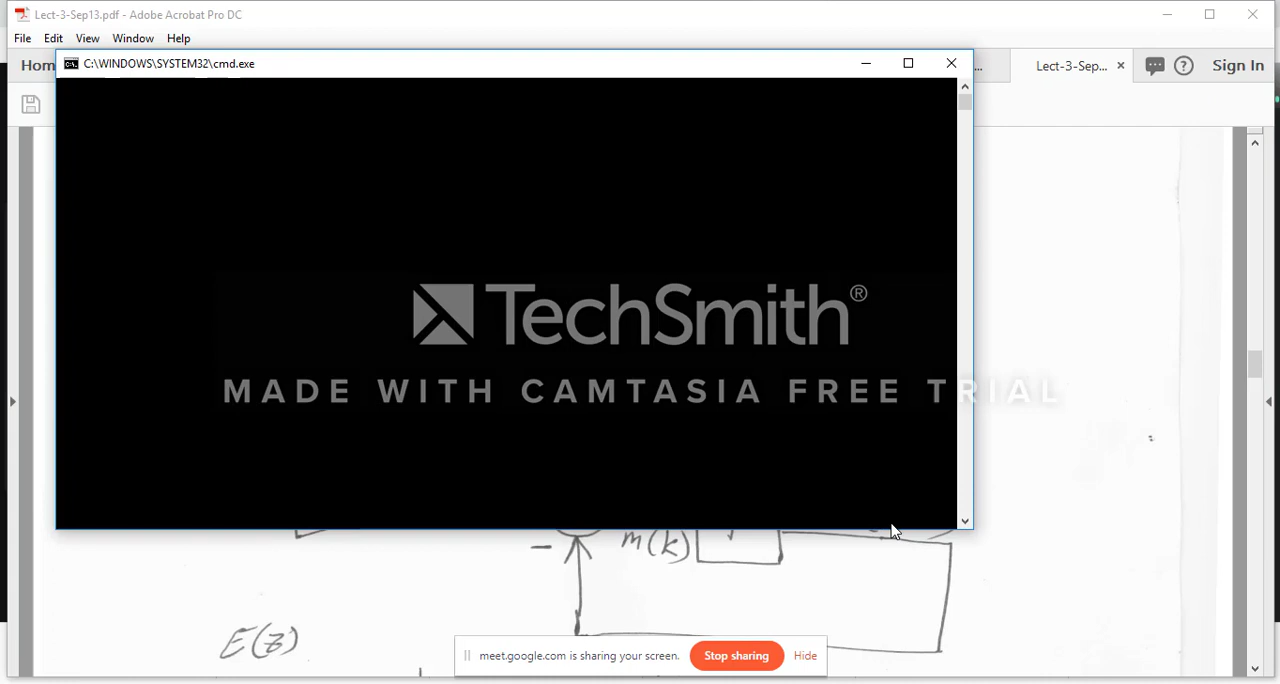 Lect-3-Sep13.pdf - Adobe Acrobat Pro DC
File Edit View Window Help
Hom
C:\WINDOWS\SYSTEM32\cmd.exe
...
Lect-3-Sep... ×
Sign In
TechSmith®
MADE WITH CAMTASIA FREE TRIAL
m(k)
E(z)
meet.google.com is sharing your screen. Stop sharing Hide